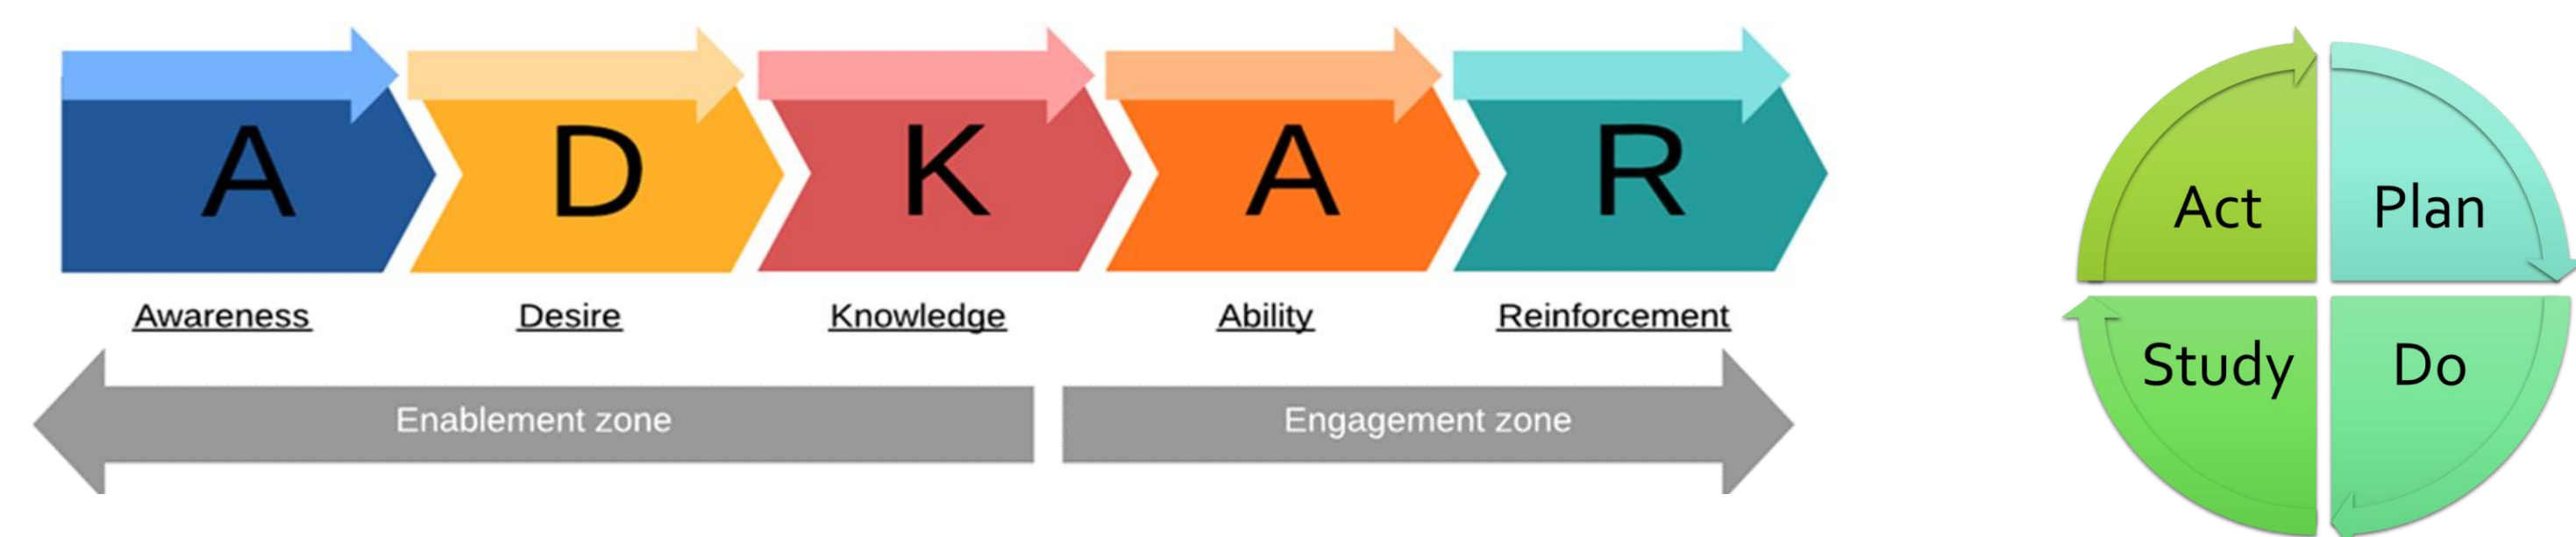 A D K A R
Awareness Desire Knowledge Ability Reinforcement
Enablement zone Engagement zone
Act Plan
Study Do